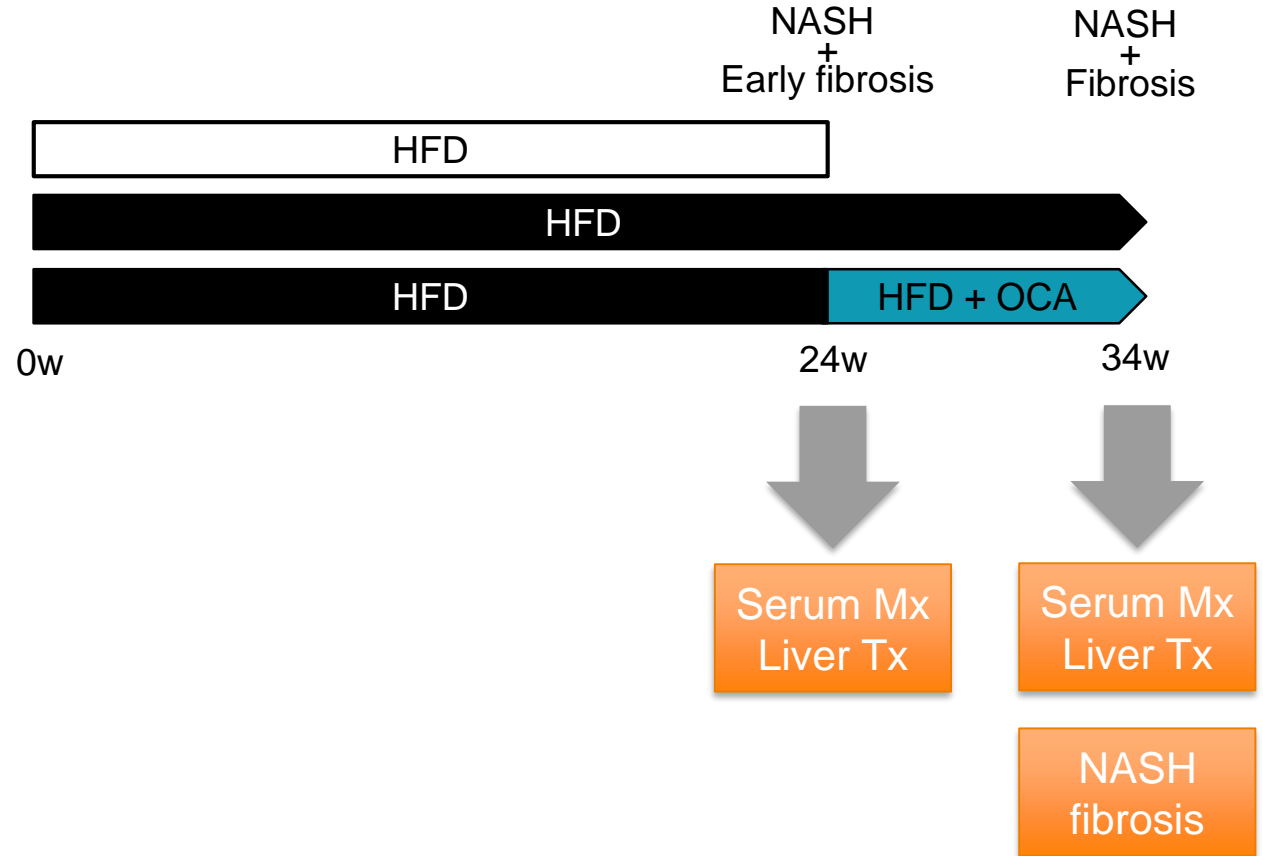 NASH
+
Early fibrosis
NASH
+
Fibrosis
HFD
HFD
HFD
HFD + OCA
0w
24w
34w
Serum Mx
Liver Tx
Serum Mx
Liver Tx
NASH
fibrosis